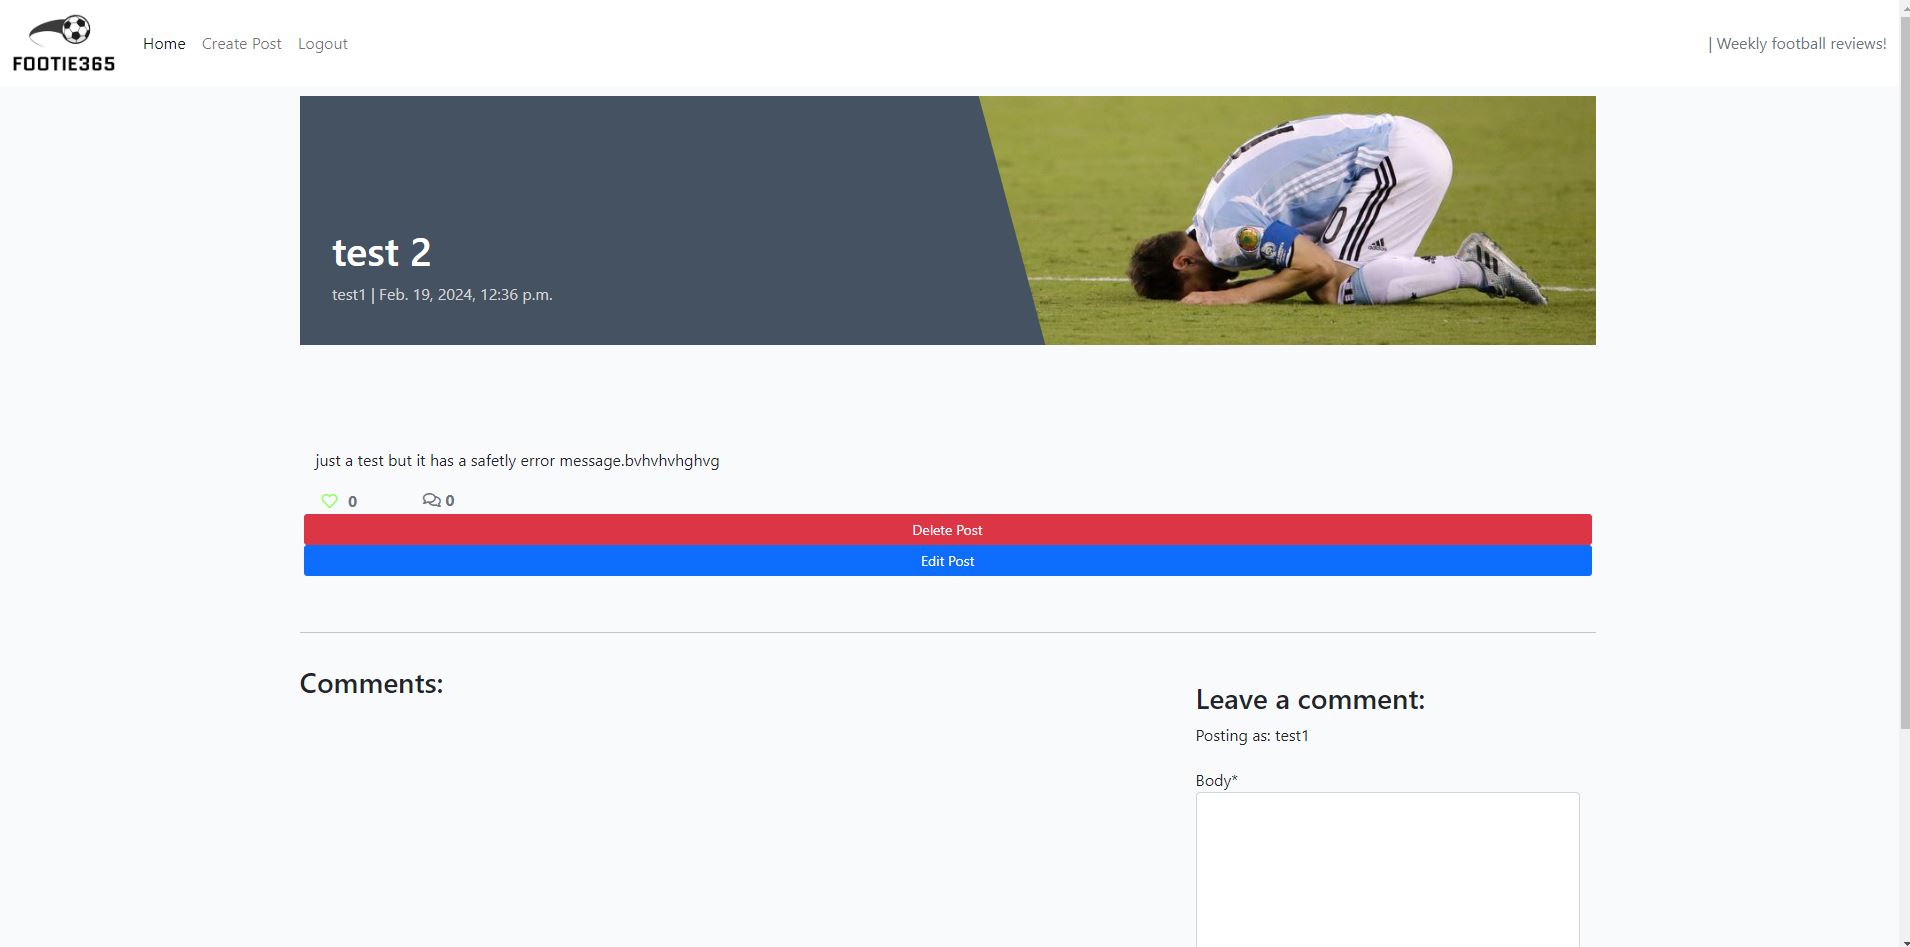 FOOTIE365
Home Create Post Logout
| Weekly football reviews!
test 2
test1 | Feb. 19, 2024, 12:36 p.m.
10
adidas
just a test but it has a safetly error message.bvhvhvhghvg
0 0
Delete Post
Edit Post
Comments:
Leave a comment:
Posting as: test1
Body*